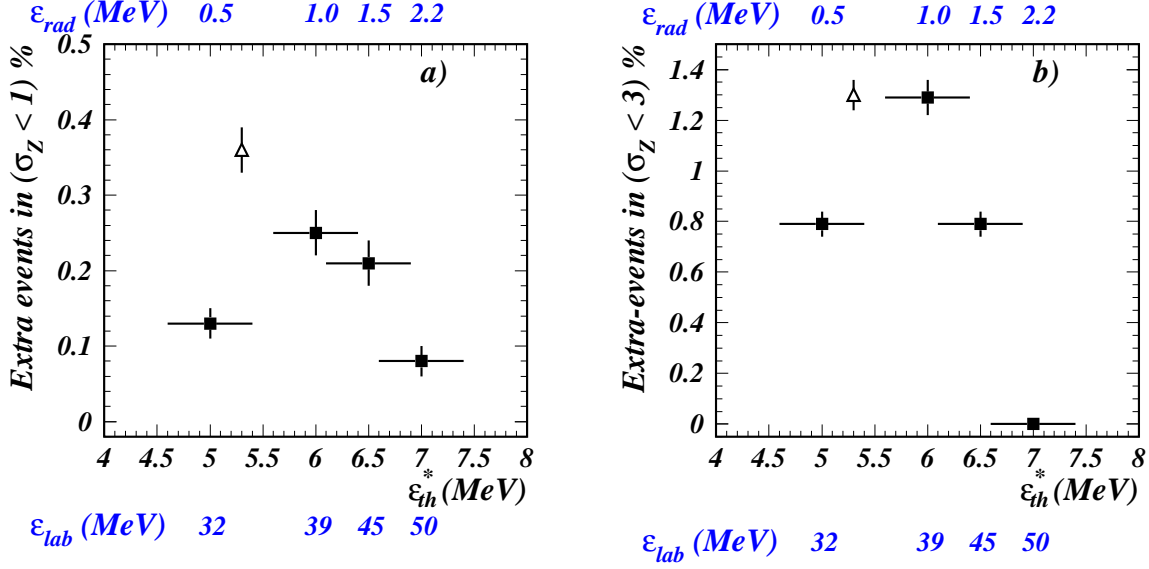 ε_rad (MeV) 0.5 1.0 1.5 2.2
a)
Extra events in (σ_Z < 1) %
0.5
0.4
0.3
0.2
0.1
0
4 4.5 5 5.5 6 6.5 7 7.5 8
ε*_th (MeV)
ε_lab (MeV) 32 39 45 50
ε_rad (MeV) 0.5 1.0 1.5 2.2
b)
Extra-events in (σ_Z < 3) %
1.4
1.2
1
0.8
0.6
0.4
0.2
0
4 4.5 5 5.5 6 6.5 7 7.5 8
ε*_th (MeV)
ε_lab (MeV) 32 39 45 50